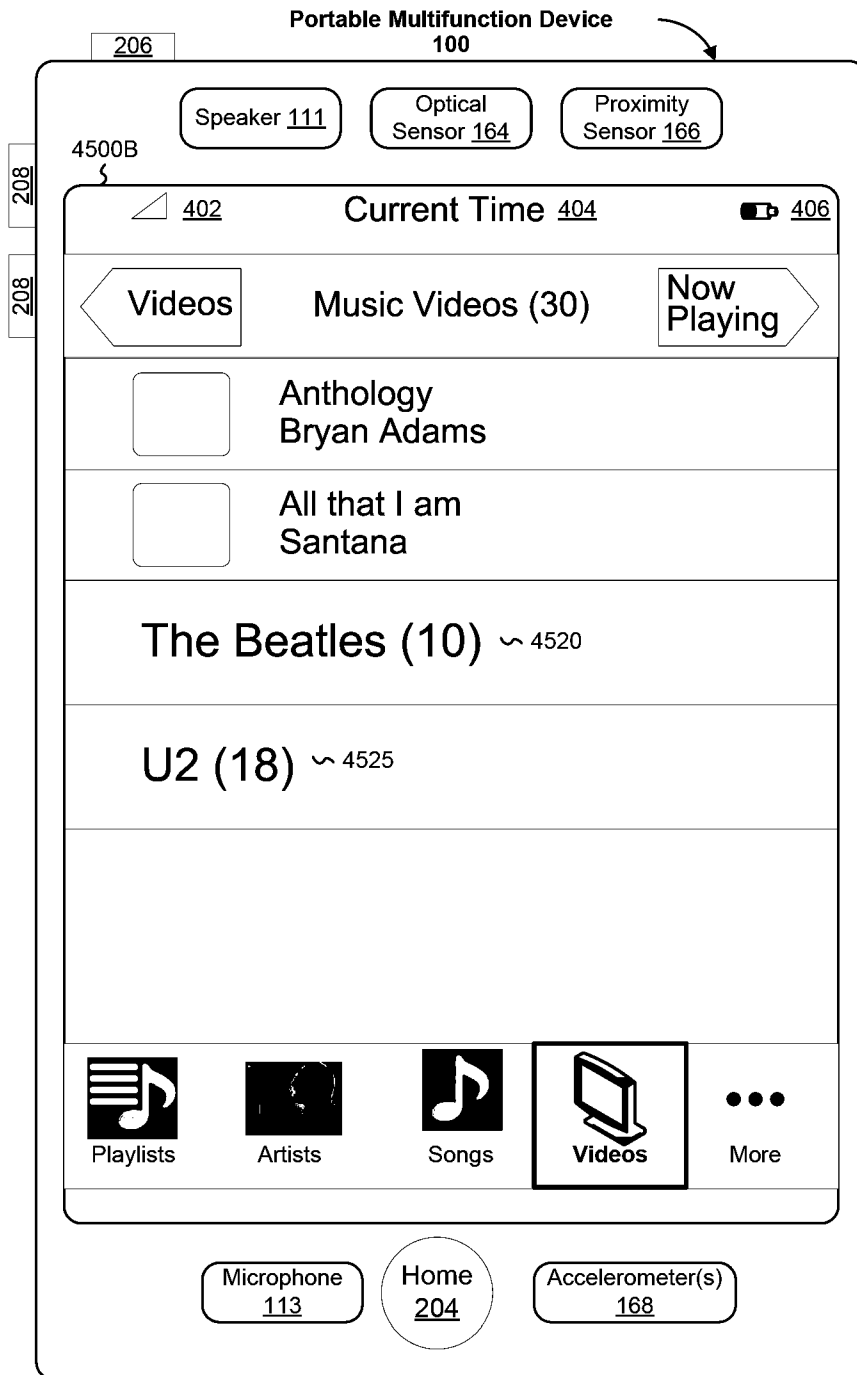 Portable Multifunction Device
100
206
Speaker 111
Optical
Sensor 164
Proximity
Sensor 166
4500B
208
208
402
Current Time 404
406
Videos
Music Videos (30)
Now
Playing
Anthology
Bryan Adams
All that I am
Santana
The Beatles (10) 4520
U2 (18) 4525
Playlists
Artists
Songs
Videos
More
Microphone
113
Home
204
Accelerometer(s)
168